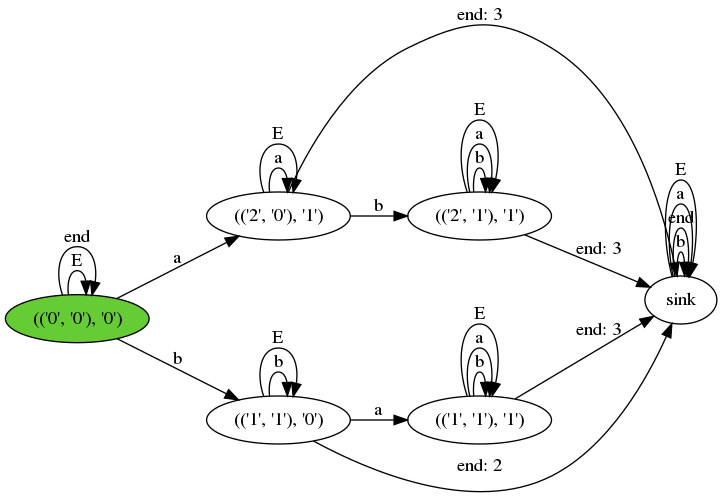 end: 3
E
a
E
a
b
E
a
end
b
(('2', '0'), '1')
b
(('2', '1'), '1')
end
E
a
end: 3
sink
(('0', '0'), '0')
b
E
b
E
a
b
end: 3
(('1', '1'), '0')
a
(('1', '1'), '1')
end: 2